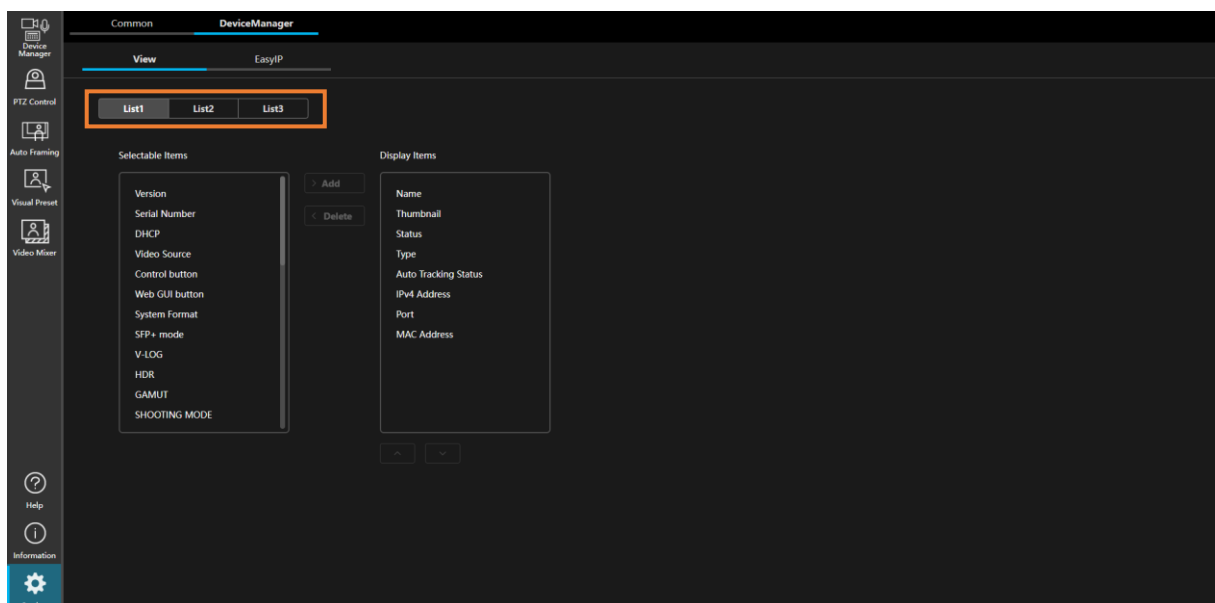 Common
DeviceManager
View
EasyIP
List1
List2
List3
Device
Manager
PTZ Control
Auto Framing
Visual Preset
Video Mixer
Help
Information
Selectable Items
Version
Serial Number
DHCP
Video Source
Control button
Web GUI button
System Format
SFP+ mode
V-LOG
HDR
GAMUT
SHOOTING MODE
> Add
< Delete
Display Items
Name
Thumbnail
Status
Type
Auto Tracking Status
IPv4 Address
Port
MAC Address